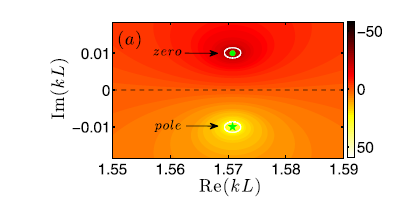 (a)
zero
pole
0.01
0
−0.01
Im(kL)
1.55
1.56
1.57
1.58
1.59
Re(kL)
−50
0
50